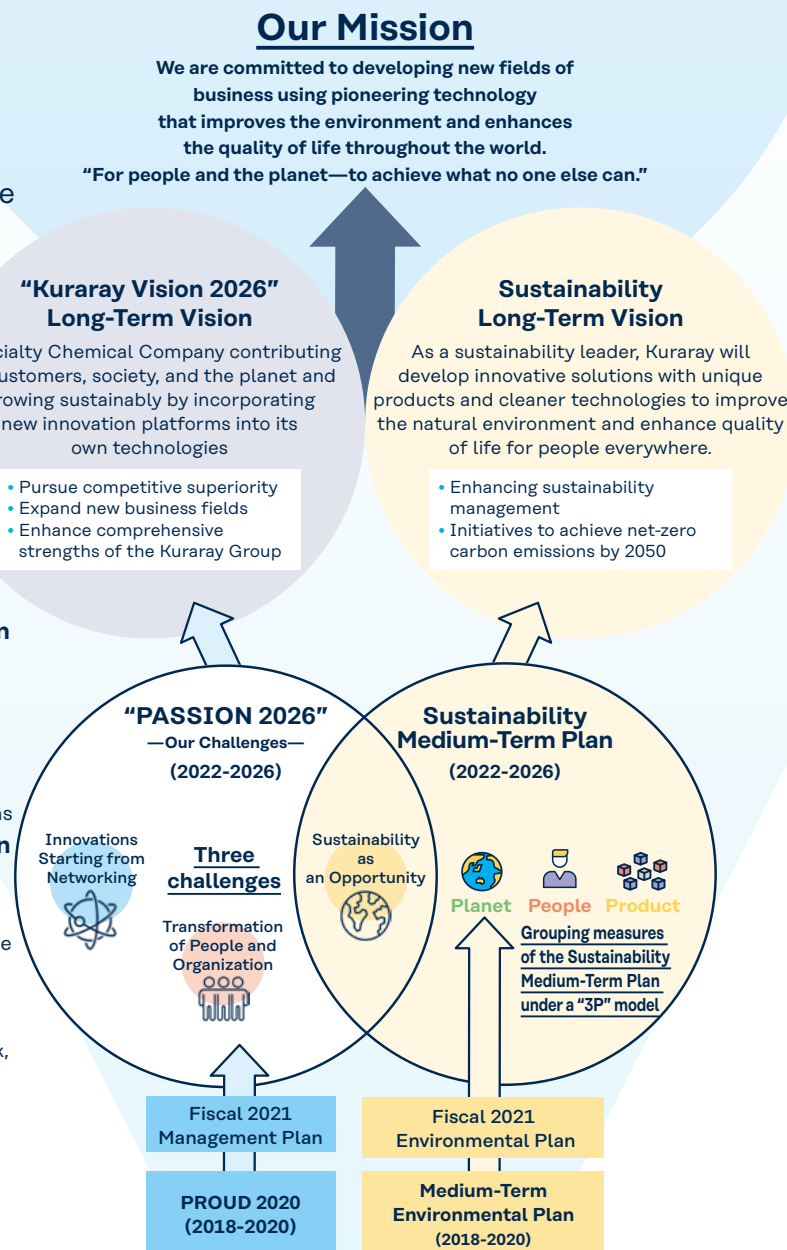 Our Mission
We are committed to developing new fields of
business using pioneering technology
that improves the environment and enhances
the quality of life throughout the world.
“For people and the planet—to achieve what no one else can.”
“Kuraray Vision 2026”
Long-Term Vision
contributing
society, and the planet and
sustainably by incorporating
new innovation platforms into its
own technologies
• Pursue competitive superiority
• Expand new business fields
• Enhance comprehensive
strengths of the Kuraray Group
Sustainability
Long-Term Vision
As a sustainability leader, Kuraray will
develop innovative solutions with unique
products and cleaner technologies to improve
the natural environment and enhance quality
of life for people everywhere.
• Enhancing sustainability
management
• Initiatives to achieve net-zero
carbon emissions by 2050
“PASSION 2026”
—Our Challenges—
(2022-2026)
Innovations
Starting from
Networking
Three
challenges
Transformation
of People and
Organization
Sustainability
as
an Opportunity
Sustainability
Medium-Term Plan
(2022-2026)
Planet People Product
Grouping measures
of the Sustainability
Medium-Term Plan
under a “3P” model
Fiscal 2021
Management Plan
PROUD 2020
(2018-2020)
Fiscal 2021
Environmental Plan
Medium-Term
Environmental Plan
(2018-2020)